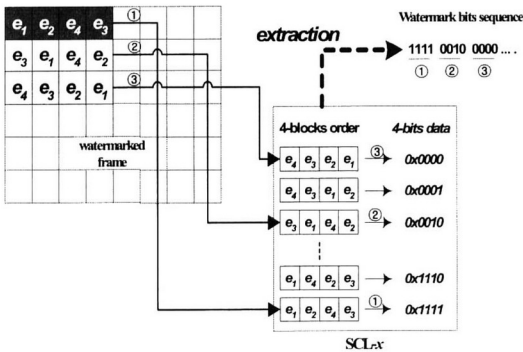 e1 e2 e4 e3 ①
e3 e1 e4 e2 ②
e4 e3 e2 e1 ③
watermarked
frame
extraction
Watermark bits sequence
1111 0010 0000 ....
① ② ③
4-blocks order 4-bits data
e4 e3 e2 e1 ③ 0x0000
e4 e3 e1 e2 0x0001
e3 e1 e4 e2 ② 0x0010
e1 e4 e2 e3 0x1110
e1 e2 e4 e3 ① 0x1111
SCL-x